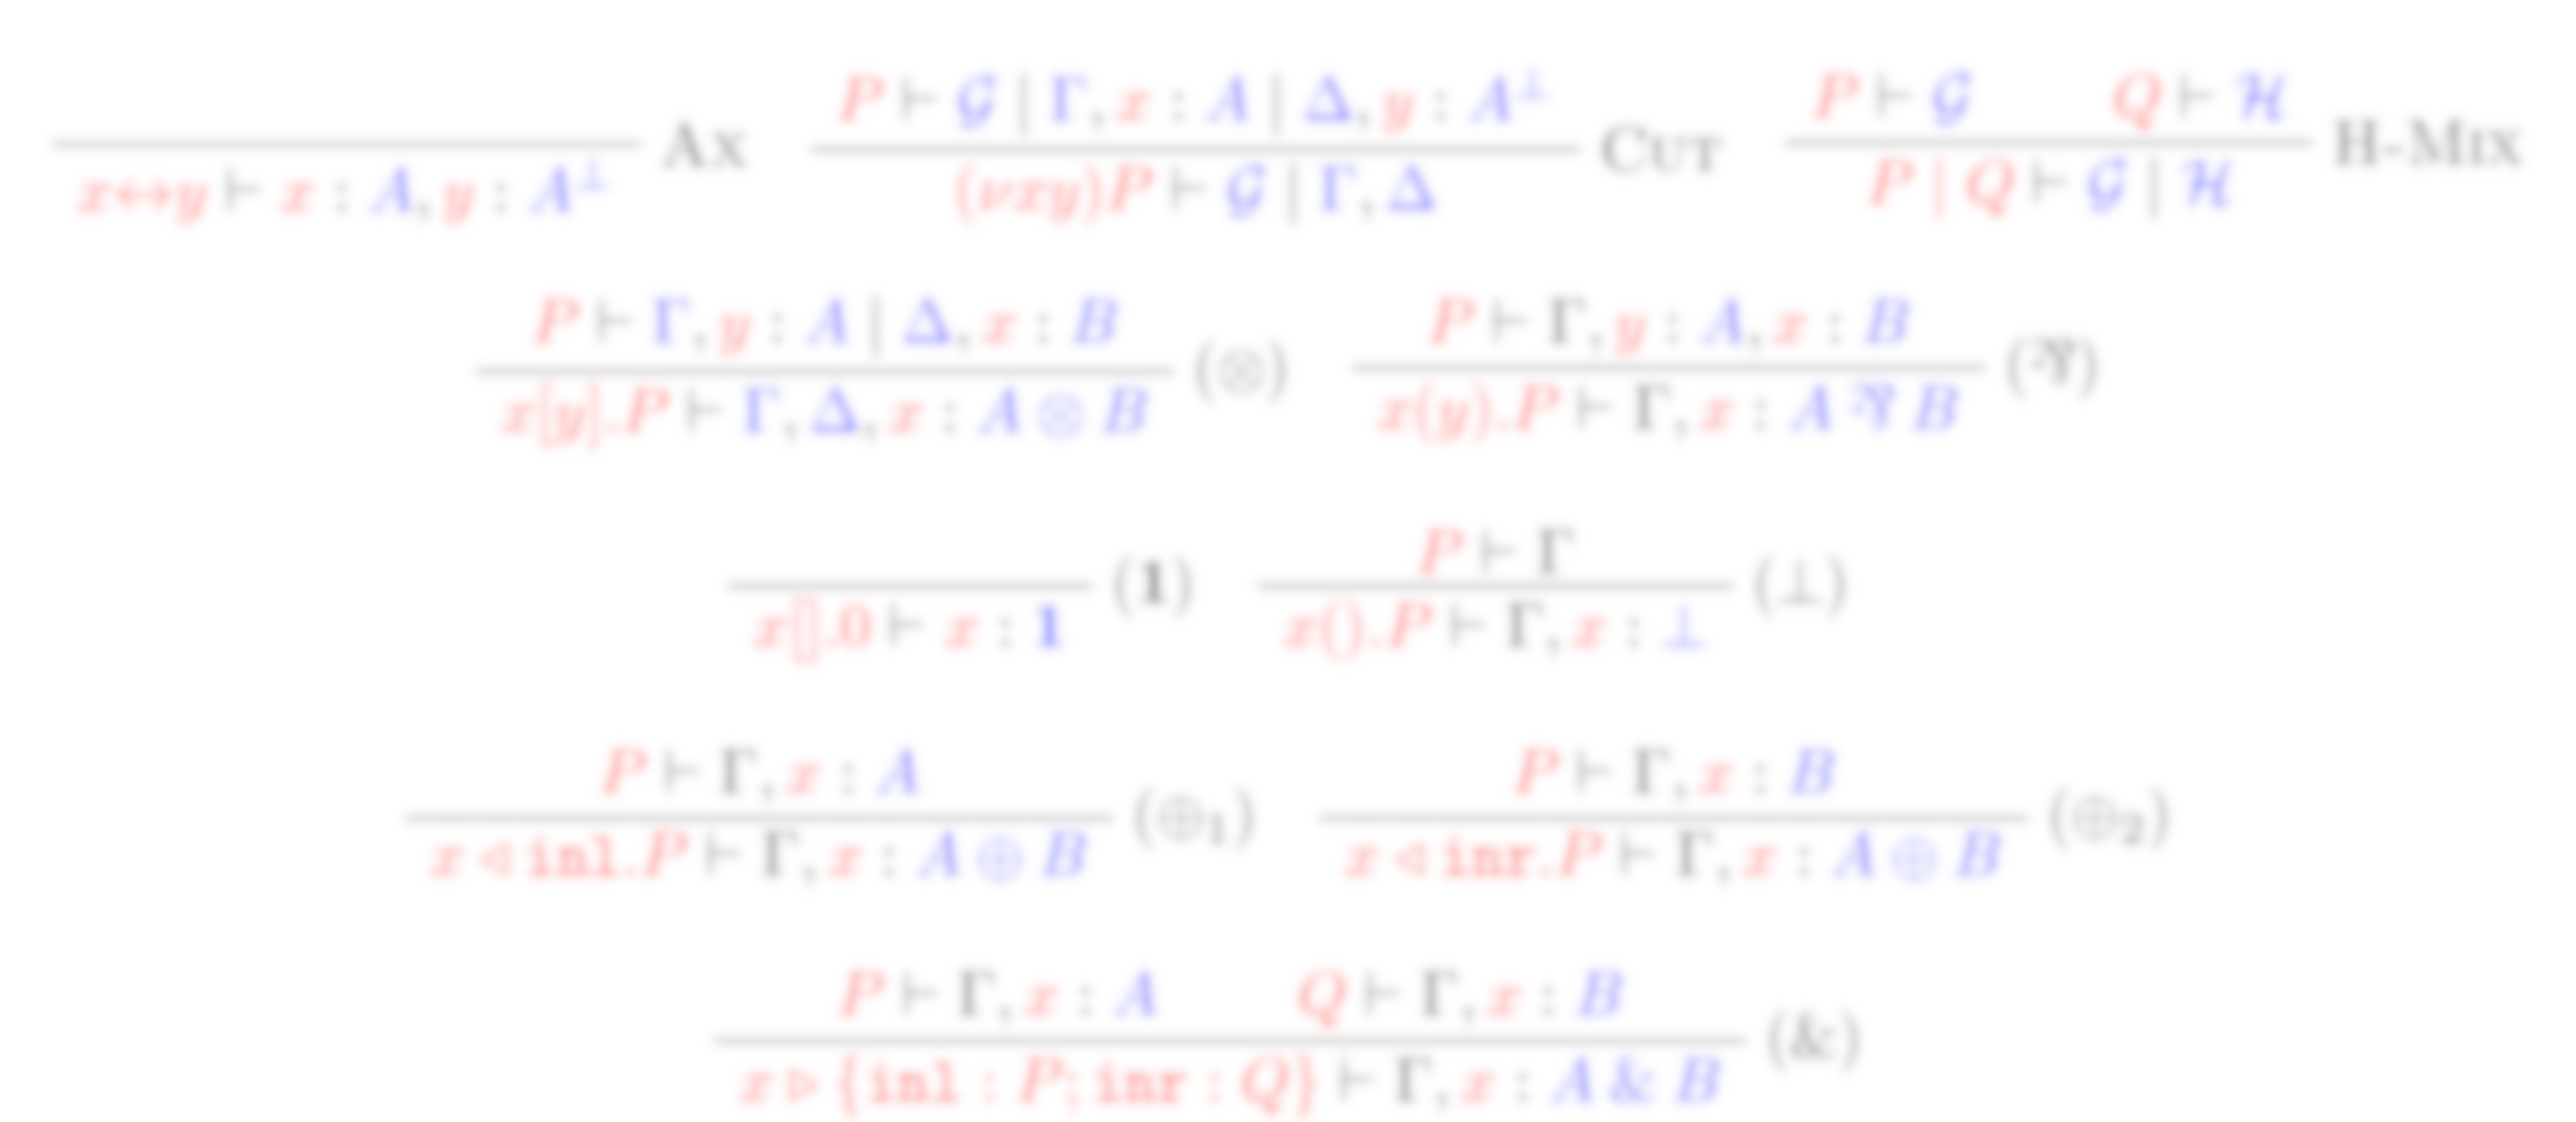 P ⊢ 𝒢 | Γ, x : A | Δ, y : A⊥ P ⊢ 𝒢 Q ⊢ ℋ
Ax Cut H-Mix
x↔y ⊢ x : A, y : A⊥ (νxy)P ⊢ 𝒢 | Γ, Δ P | Q ⊢ 𝒢 | ℋ
P ⊢ Γ, y : A | Δ, x : B P ⊢ Γ, y : A, x : B
(⊗) (⅋)
x[y].P ⊢ Γ, Δ, x : A ⊗ B x(y).P ⊢ Γ, x : A ⅋ B
P ⊢ Γ
(1) (⊥)
x[].0 ⊢ x : 1 x().P ⊢ Γ, x : ⊥
P ⊢ Γ, x : A P ⊢ Γ, x : B
(⊕₁) (⊕₂)
x ◁ inl.P ⊢ Γ, x : A ⊕ B x ◁ inr.P ⊢ Γ, x : A ⊕ B
P ⊢ Γ, x : A Q ⊢ Γ, x : B
(&)
x ▷ {inl : P; inr : Q} ⊢ Γ, x : A & B